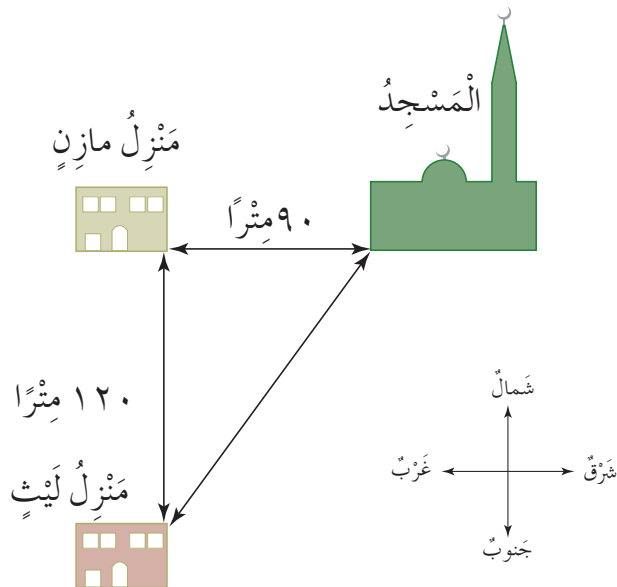 الْمَسْجِدُ
مَنْزِلُ مازِنٍ
٩٠ مِتْرًا
١٢٠ مِتْرًا
مَنْزِلُ لَيْثٍ
شَمالٌ
شَرْقٌ
غَرْبٌ
جَنوبٌ